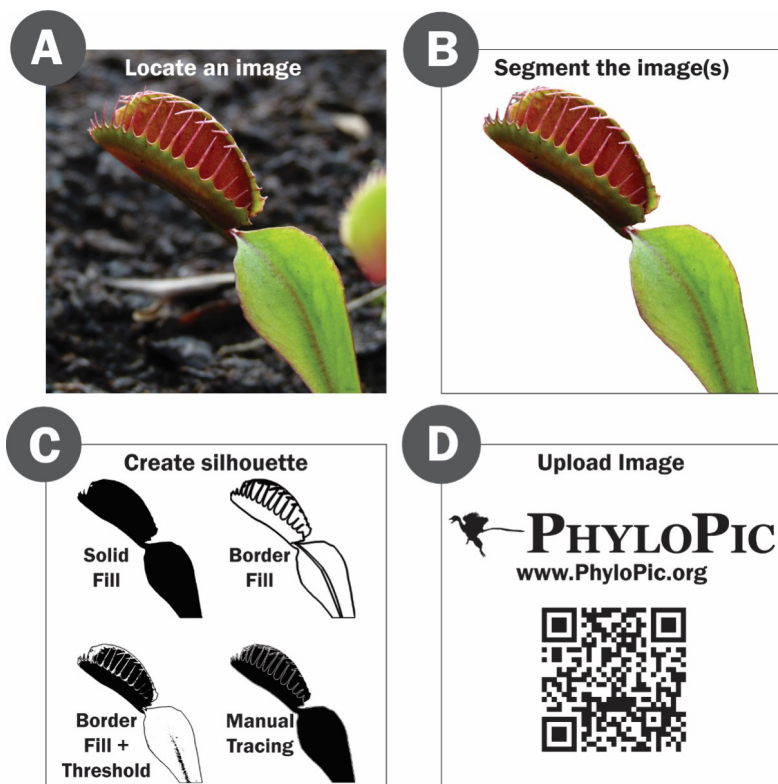 A
Locate an image
B
Segment the image(s)
C
Create silhouette
Solid
Fill
Border
Fill
Border
Fill +
Threshold
Manual
Tracing
D
Upload Image
PHYLOPIC
www.PhyloPic.org